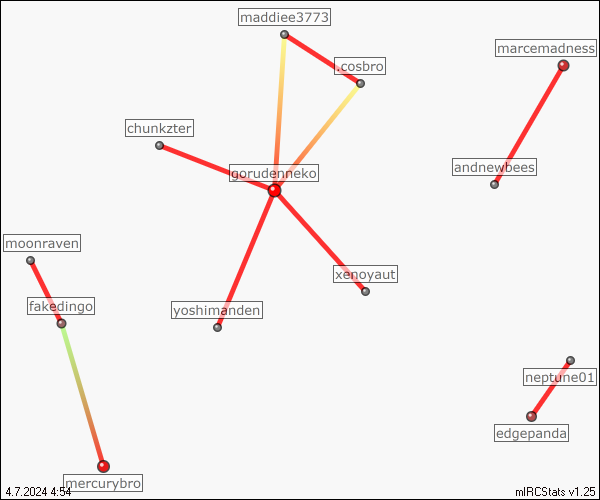 maddiee3773
marcemadness
.cosbro
chunkzter
andnewbees
gorudenneko
moonraven
xenoyaut
fakedingo
yoshimanden
neptune01
edgepanda
mercurybro
4.7.2024 4:54
mIRCStats v1.25